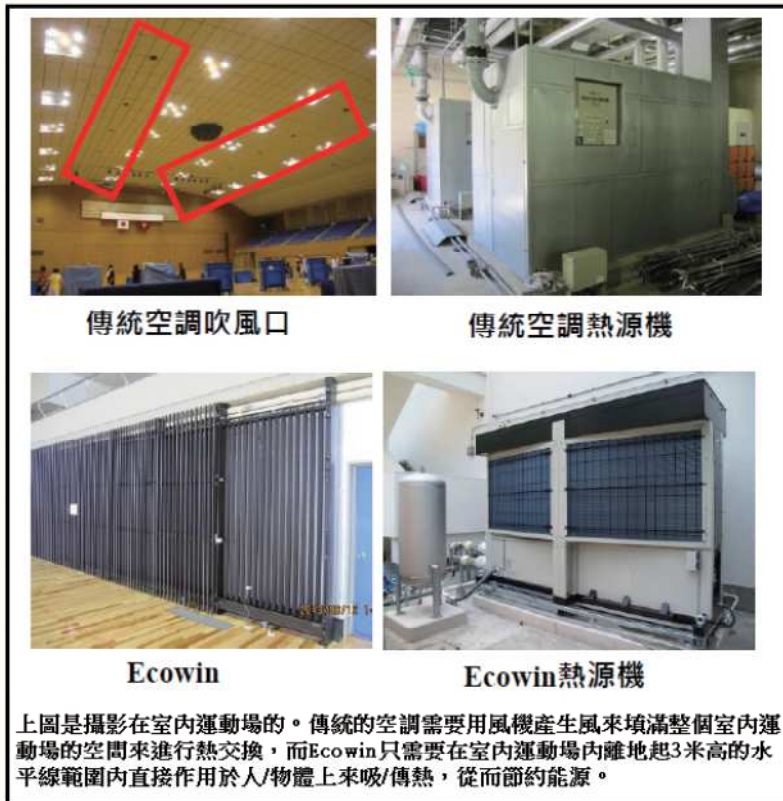 傳統空調吹風口
傳統空調熱源機
Ecowin
Ecowin熱源機
上圖是攝影在室內運動場的。傳統的空調需要用風機產生風來填滿整個室內運
動場的空間來進行熱交換，而Ecowin只需要在室內運動場內離地起3米高的水
平線範圍內直接作用於人/物體上來吸/傳熱，從而節約能源。